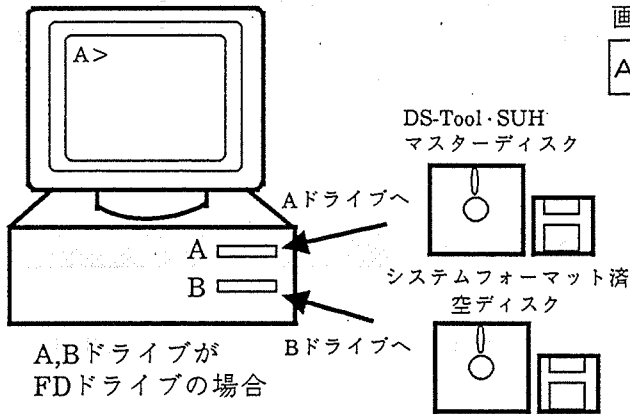 画
A
A>
DS-Tool・SUH
マスターディスク
Aドライブへ
A
B
システムフォーマット済
空ディスク
Bドライブへ
A,Bドライブが
FDドライブの場合